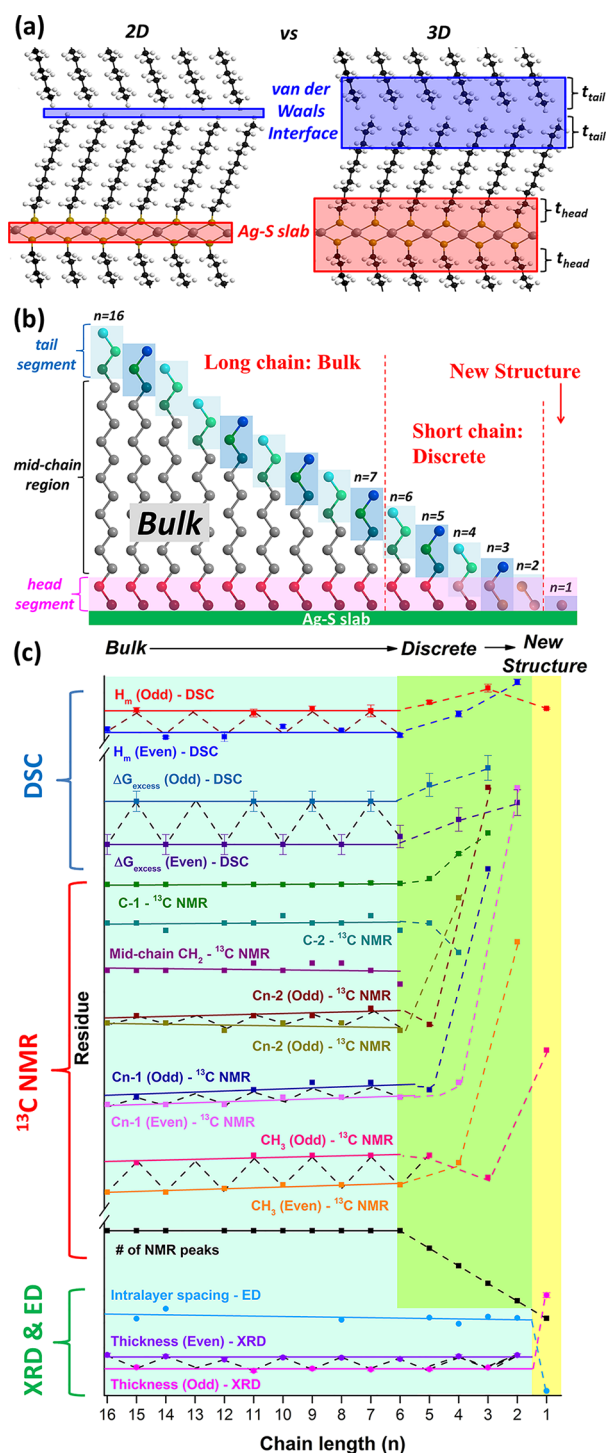 (a)
2D vs 3D
van der
Waals
Interface
t_tail
t_tail
Ag-S slab
t_head
t_head
(b)
n=16
tail
segment
Long chain: Bulk
New Structure
mid-chain
region
Short chain:
Discrete
Bulk
n=7
n=6
n=5
n=4
n=3
n=2
n=1
head
segment
Ag-S slab
(c)
Bulk Discrete New
Structure
DSC
H_m (Odd) - DSC
H_m (Even) - DSC
ΔG_excess (Odd) - DSC
ΔG_excess (Even) - DSC
¹³C NMR
Residue
C-1 - ¹³C NMR
C-2 - ¹³C NMR
Mid-chain CH₂ - ¹³C NMR
Cn-2 (Odd) - ¹³C NMR
Cn-2 (Odd) - ¹³C NMR
Cn-1 (Odd) - ¹³C NMR
Cn-1 (Even) - ¹³C NMR
CH₃ (Odd) - ¹³C NMR
CH₃ (Even) - ¹³C NMR
# of NMR peaks
XRD & ED
Intralayer spacing - ED
Thickness (Even) - XRD
Thickness (Odd) - XRD
16 15 14 13 12 11 10 9 8 7 6 5 4 3 2 1
Chain length (n)